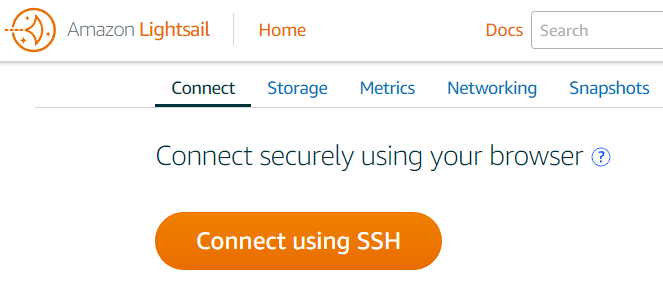 Amazon Lightsail Home Docs Search
Connect Storage Metrics Networking Snapshots
Connect securely using your browser ?
Connect using SSH